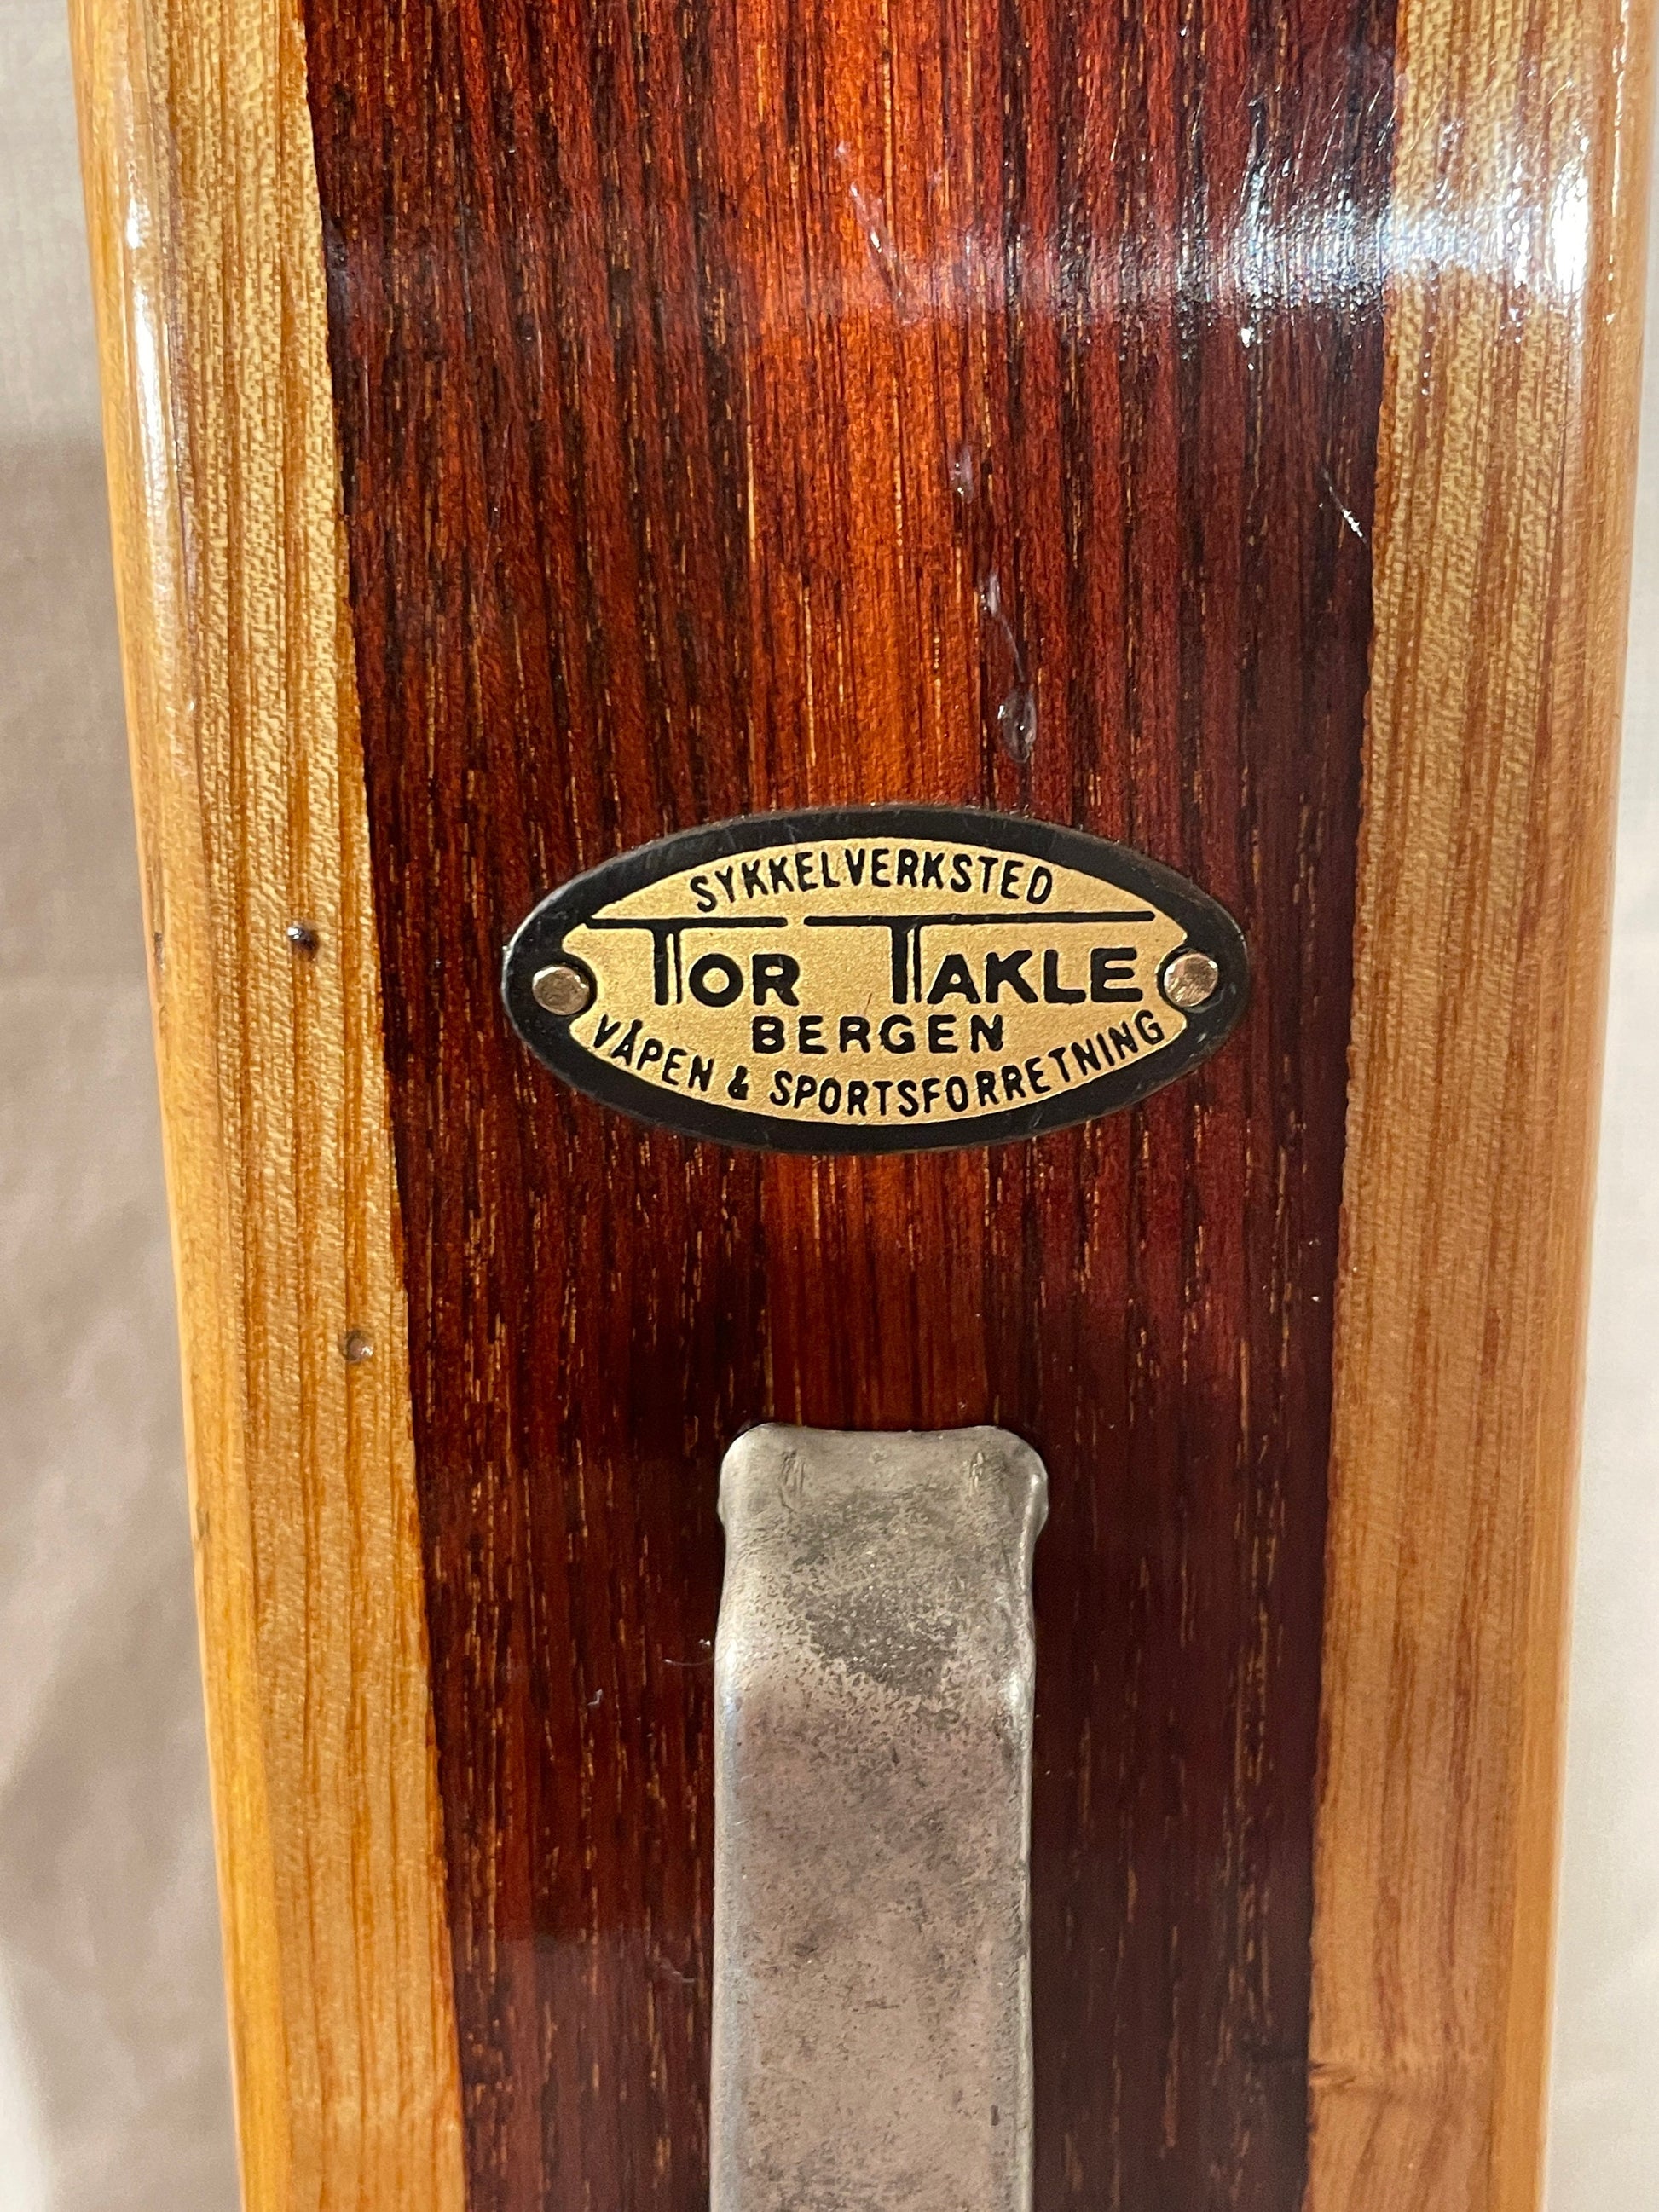 SYKKELVERKSTED
TOR TAKLE
BERGEN
VÅPEN & SPORTSFORRETNING